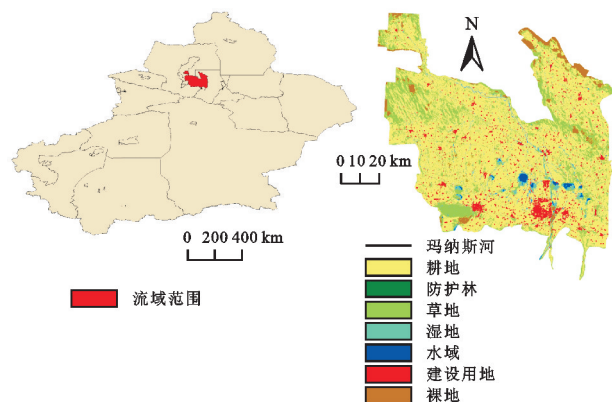 N
0 10 20 km
0 200 400 km
流域范围
玛纳斯河
耕地
防护林
草地
湿地
水域
建设用地
裸地